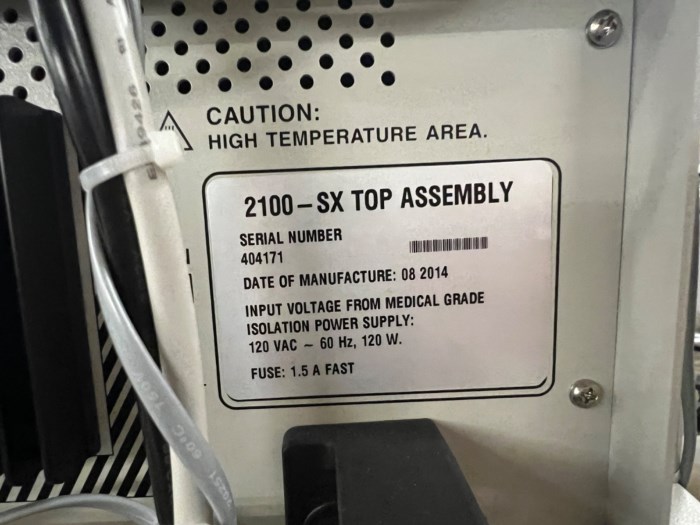 CAUTION:
HIGH TEMPERATURE AREA.
2100-SX TOP ASSEMBLY
SERIAL NUMBER
404171
DATE OF MANUFACTURE: 08 2014
INPUT VOLTAGE FROM MEDICAL GRADE
ISOLATION POWER SUPPLY:
120 VAC ~ 60 Hz, 120 W.
FUSE: 1.5 A FAST